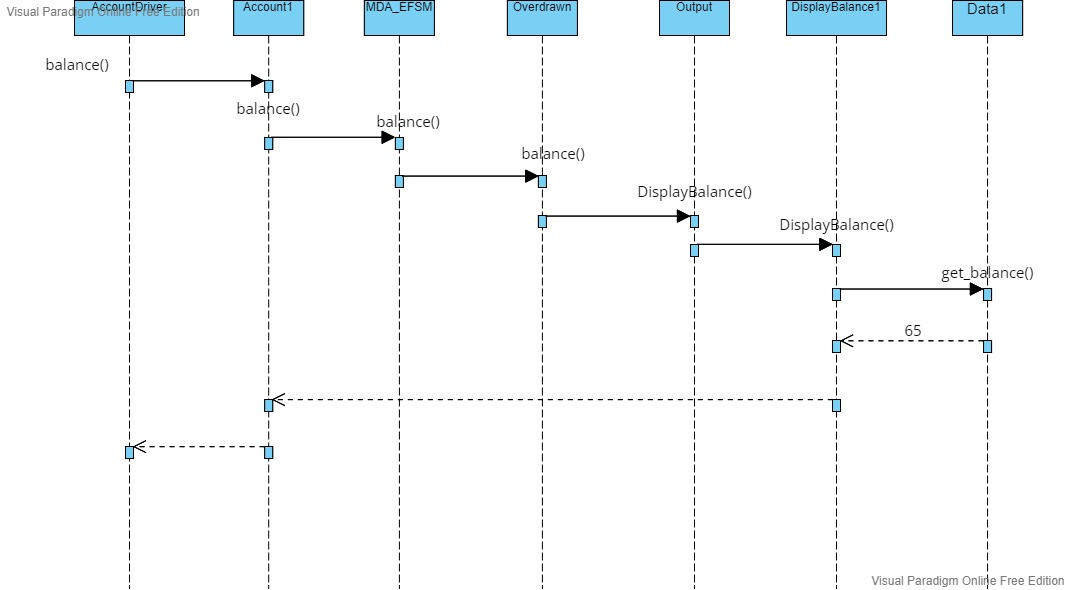 Visual Paradigm Online Free Edition
AccountDriver
Account1
MDA_EFSM
Overdrawn
Output
DisplayBalance1
Data1
balance()
balance()
balance()
balance()
DisplayBalance()
DisplayBalance()
get_balance()
65
Visual Paradigm Online Free Edition